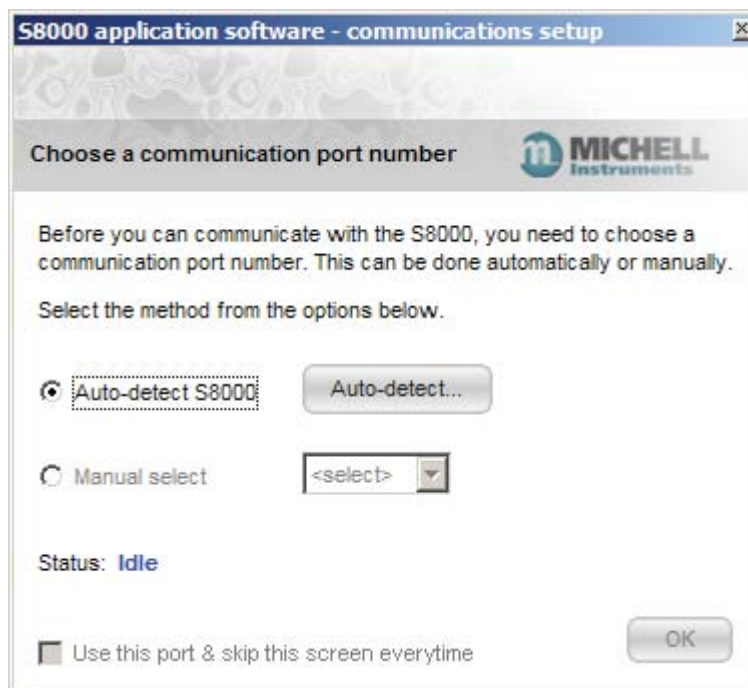 S8000 application software - communications setup
Choose a communication port number
m MICHELL
Instruments
Before you can communicate with the S8000, you need to choose a
communication port number. This can be done automatically or manually.
Select the method from the options below.
Auto-detect S8000 Auto-detect...
Manual select <select>
Status: Idle
Use this port & skip this screen everytime OK